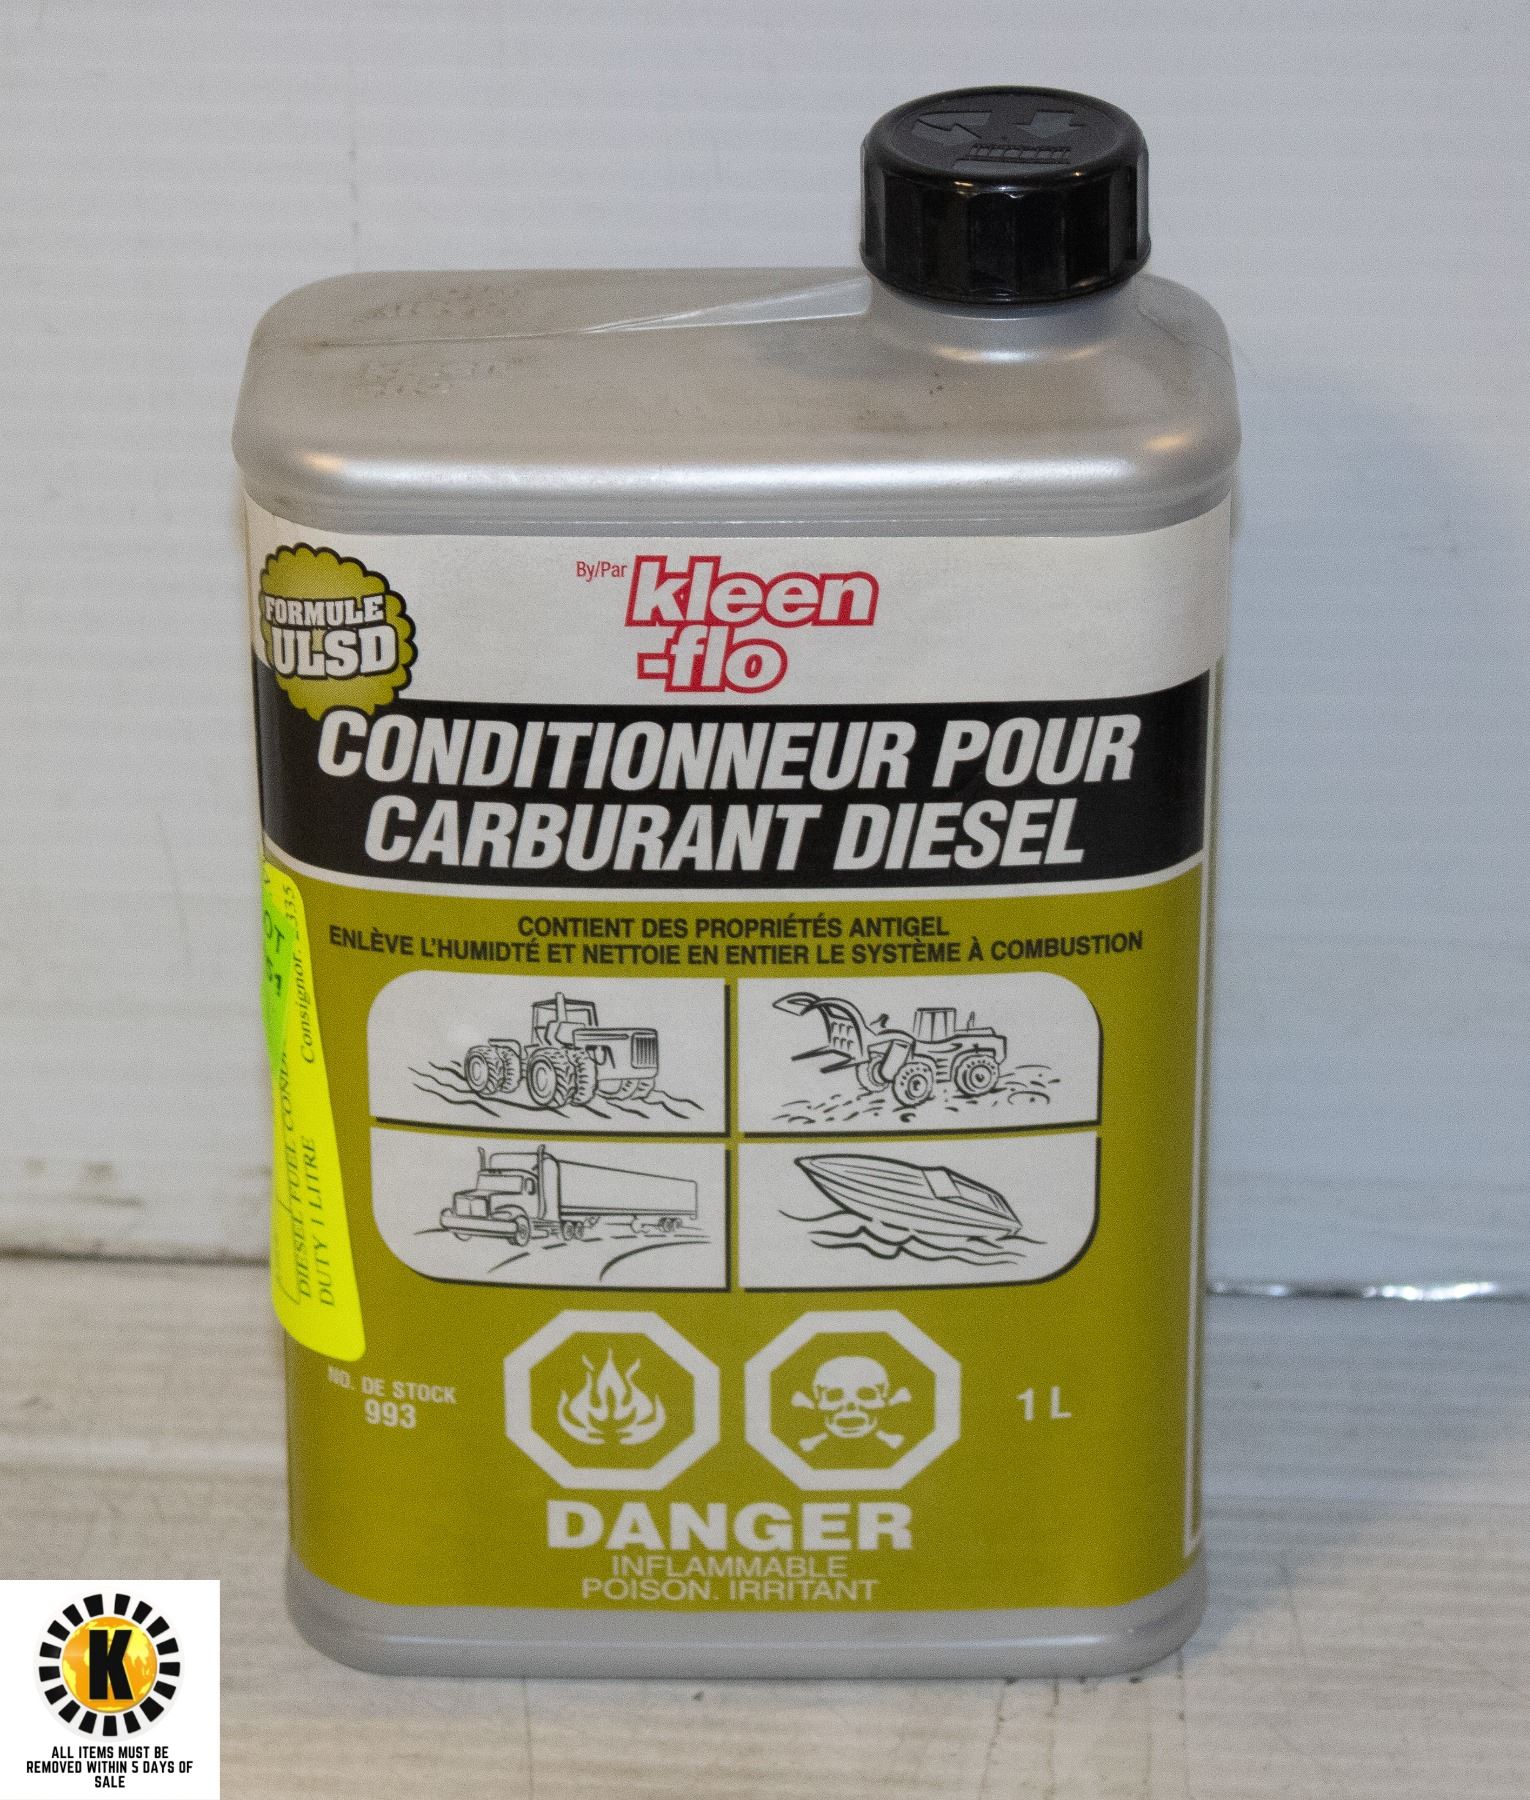 FORMULE
ULSD
By/Par kleen
-flo
CONDITIONNEUR POUR
CARBURANT DIESEL
CONTIENT DES PROPRIÉTÉS ANTIGEL
ENLÈVE L'HUMIDTÉ ET NETTOIE EN ENTIER LE SYSTÈME À COMBUSTION
Consignor:
DIESEL FUEL
DUTY 1 LITRE
NO. DE STOCK
993
1 L
DANGER
INFLAMMABLE
POISON. IRRITANT
K
ALL ITEMS MUST BE
REMOVED WITHIN 5 DAYS OF
SALE